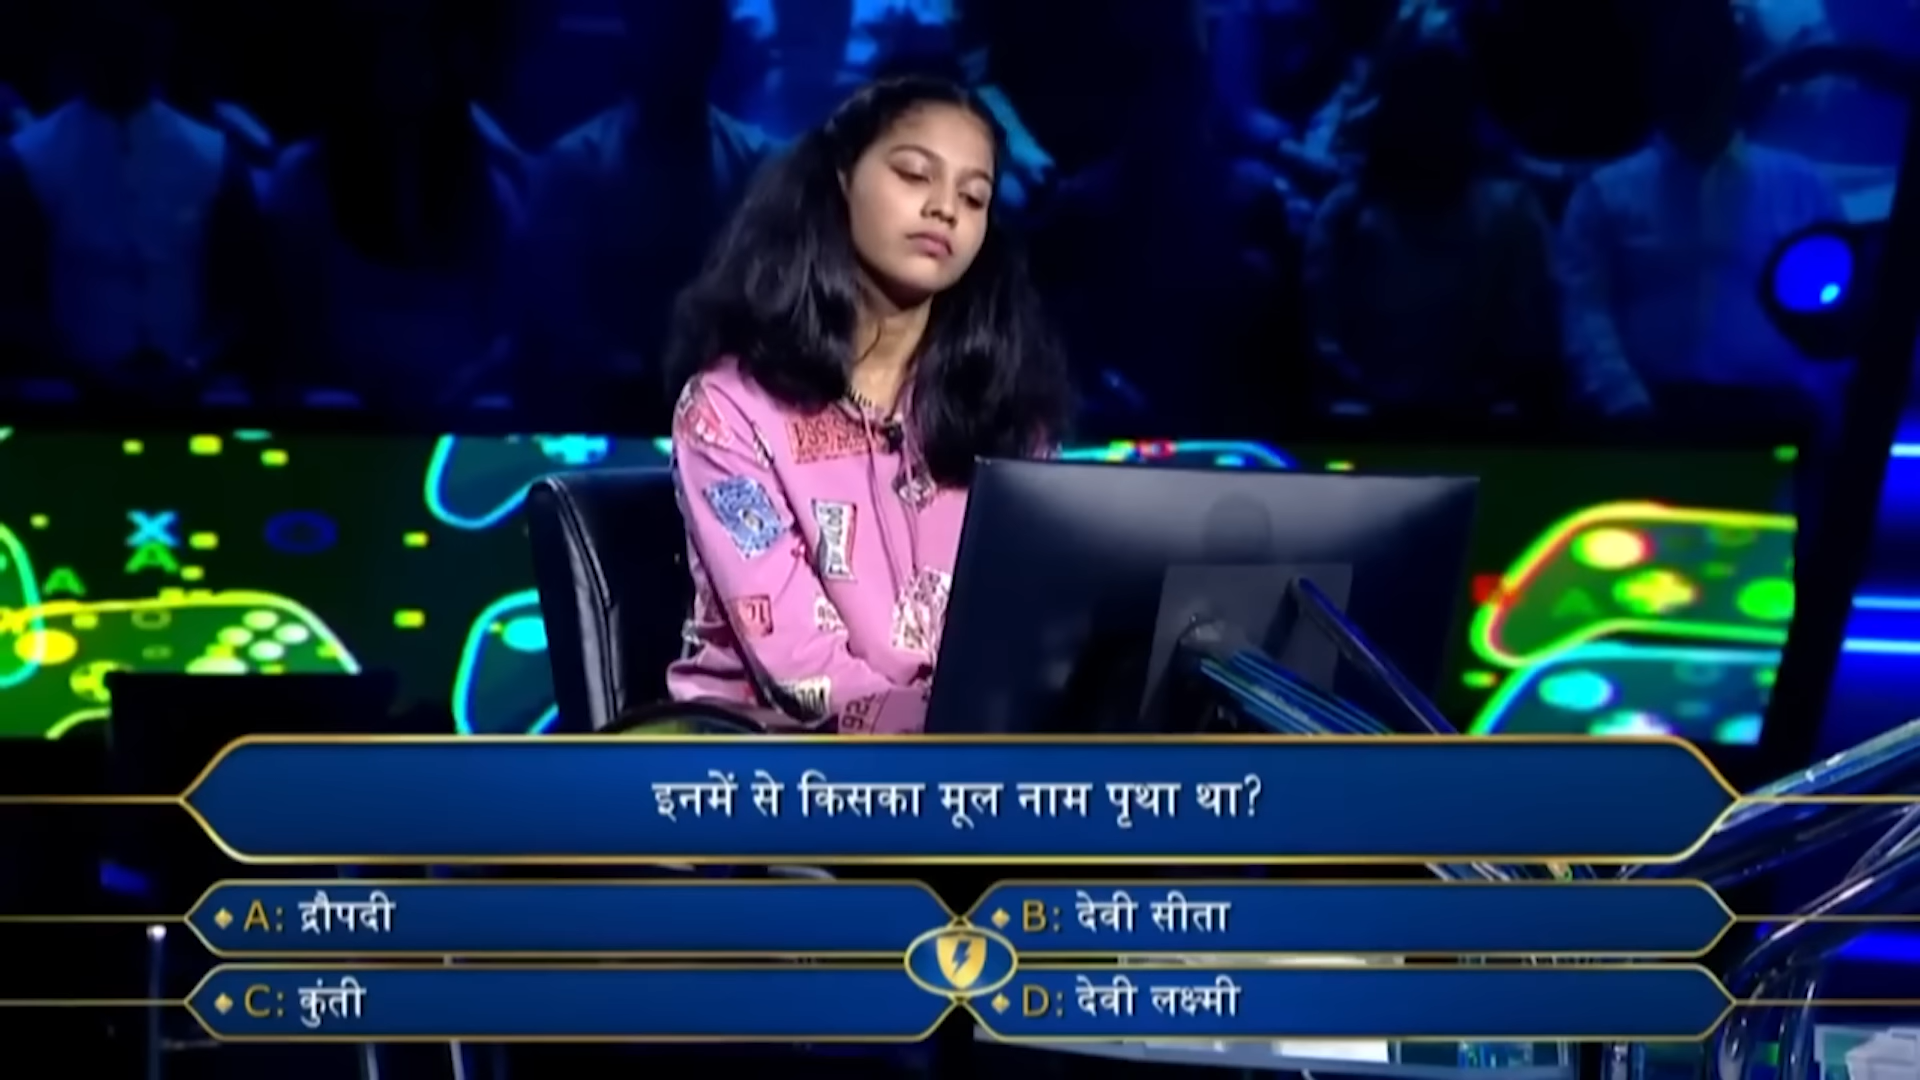 इनमें से किसका मूल नाम पृथा था?
A: द्रौपदी
B: देवी सीता
C: कुंती
D: देवी लक्ष्मी